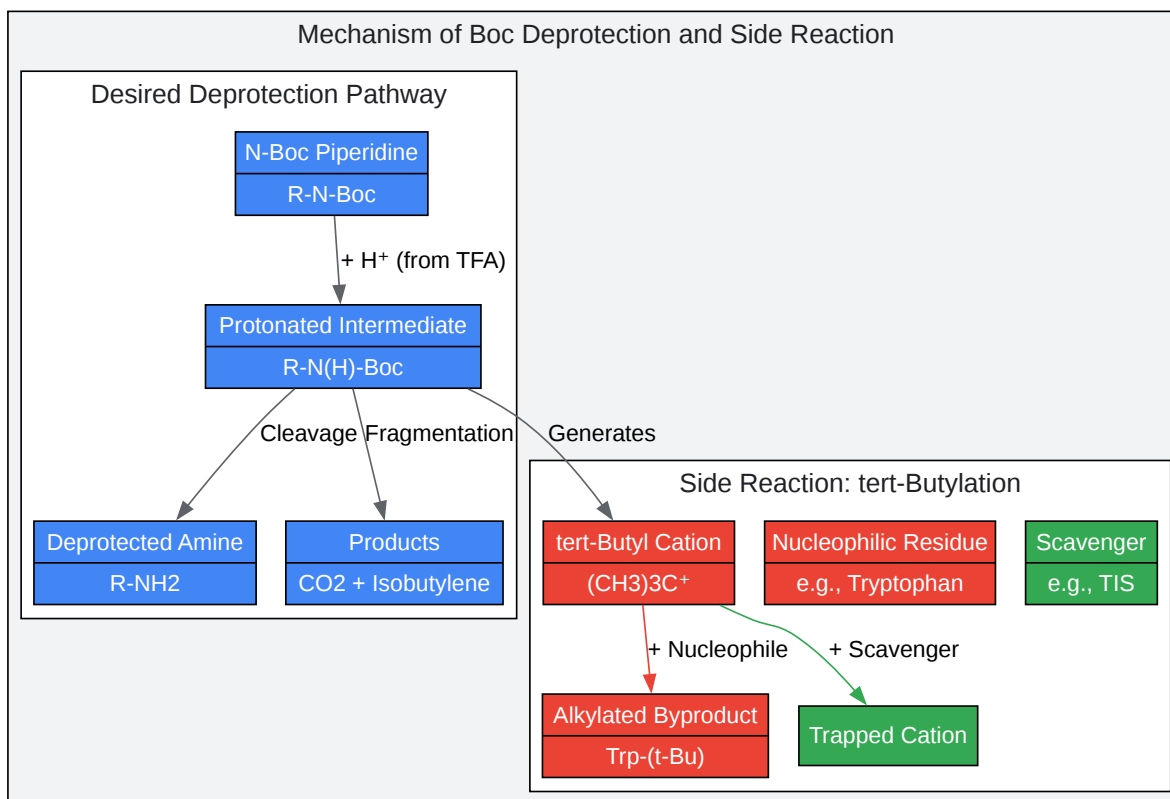 Mechanism of Boc Deprotection and Side Reaction
Desired Deprotection Pathway
N-Boc Piperidine
R-N-Boc
+ H⁺ (from TFA)
Protonated Intermediate
R-N(H)-Boc
Cleavage
Fragmentation
Generates
Side Reaction: tert-Butylation
Deprotected Amine
R-NH2
Products
CO2 + Isobutylene
tert-Butyl Cation
(CH3)3C⁺
Nucleophilic Residue
e.g., Tryptophan
Scavenger
e.g., TIS
+ Nucleophile
+ Scavenger
Alkylated Byproduct
Trp-(t-Bu)
Trapped Cation